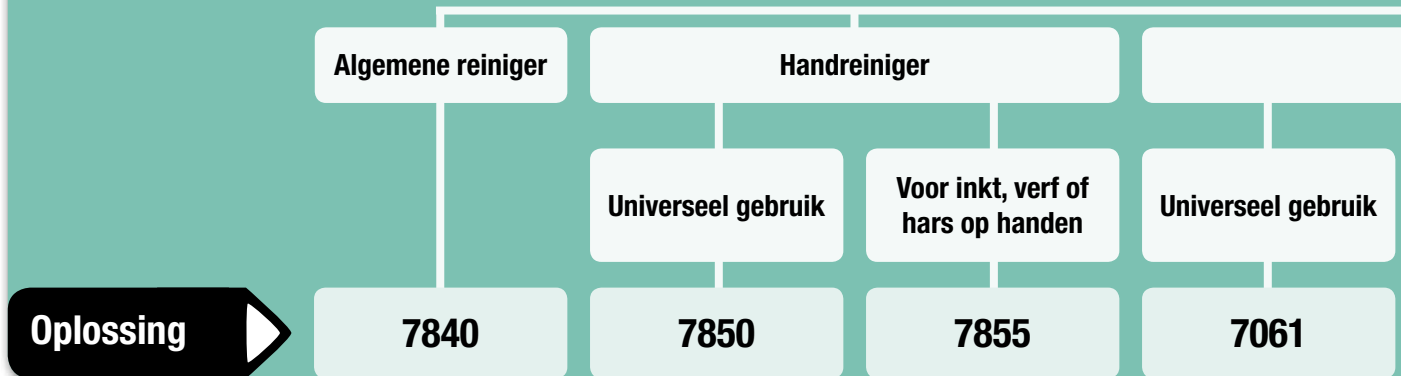 Algemene reiniger
Handreiniger
Universeel gebruik
Voor inkt, verf of
hars op handen
Universeel gebruik
Oplossing
7840
7850
7855
7061